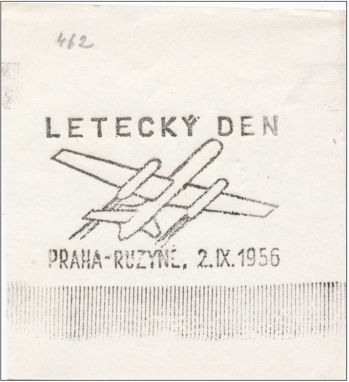 462
LETECKÝ DEN
PRAHA-RUZYNĚ, 2.IX.1956